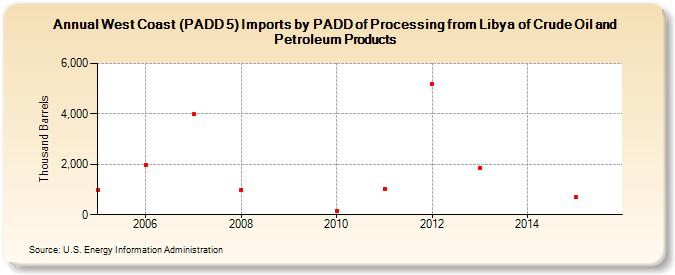 Annual West Coast (PADD 5) Imports by PADD of Processing from Libya of Crude Oil and
Petroleum Products
Thousand Barrels
6,000
4,000
2,000
0
2006
2008
2010
2012
2014
Source: U.S. Energy Information Administration